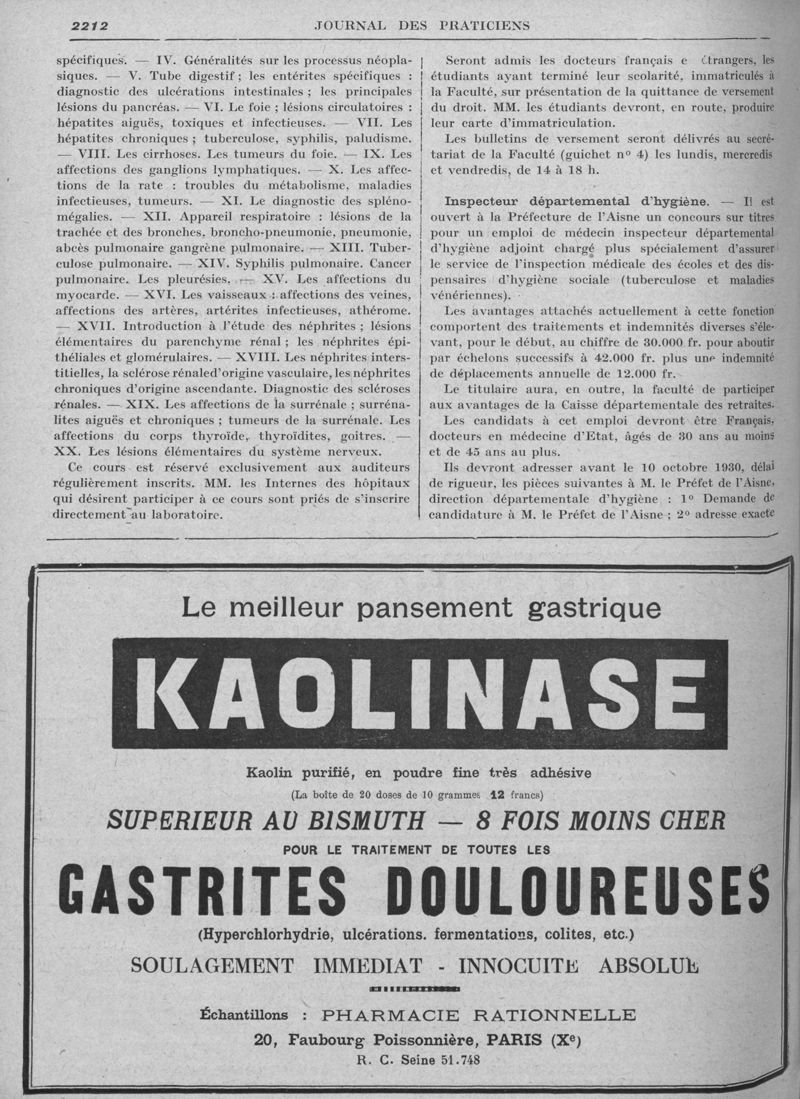 2212
JOURNAL DES PRATICIENS
spécifiques. — IV. Généralités sur les processus néopla-
siques. — V. Tube digestif ; les entérites spécifiques :
diagnostic des ulcérations intestinales ; les principales
lésions du pancréas. — VI. Le foie ; lésions circulatoires :
hépatites aiguës, toxiques et infectieuses. — VII. Les
hépatites chroniques ; tuberculose, syphilis, paludisme.
— VIII. Les cirrhoses. Les tumeurs du foie. — IX. Les
affections des ganglions lymphatiques. — X. Les affec-
tions de la rate : troubles du métabolisme, maladies
infectieuses, tumeurs. — XI. Le diagnostic des spléno-
mégalies. — XII. Appareil respiratoire : lésions de la
trachée et des bronches, broncho-pneumonie, pneumonie,
abcès pulmonaire gangrène pulmonaire. — XIII. Tuber-
culose pulmonaire. — XIV. Syphilis pulmonaire. Cancer
pulmonaire. Les pleurésies. — XV. Les affections du
myocarde. — XVI. Les vaisseaux : affections des veines,
affections des artères, artérites infectieuses, athérome.
— XVII. Introduction à l'étude des néphrites ; lésions
élémentaires du parenchyme rénal ; les néphrites épi-
théliales et glomérulaires. — XVIII. Les néphrites inters-
titielles, la sclérose rénaled'origine vasculaire, les néphrites
chroniques d'origine ascendante. Diagnostic des scléroses
rénales. — XIX. Les affections de la surrénale ; surréna-
lites aiguës et chroniques ; tumeurs de la surrénale. Les
affections du corps thyroïde, thyroïdites, goitres. —
XX. Les lésions élémentaires du système nerveux.
Ce cours est réservé exclusivement aux auditeurs
régulièrement inscrits. MM. les Internes des hôpitaux
qui désirent participer à ce cours sont priés de s'inscrire
directement au laboratoire.
Seront admis les docteurs français e étrangers, les
étudiants ayant terminé leur scolarité, immatriculés à
la Faculté, sur présentation de la quittance de versement
du droit. MM. les étudiants devront, en route, produire
leur carte d'immatriculation.
Les bulletins de versement seront délivrés au secré-
tariat de la Faculté (guichet n° 4) les lundis, mercredis
et vendredis, de 14 à 18 h.
Inspecteur départemental d'hygiène. — Il est
ouvert à la Préfecture de l'Aisne un concours sur titres
pour un emploi de médecin inspecteur départemental
d'hygiène adjoint chargé plus spécialement d'assurer
le service de l'inspection médicale des écoles et des dis-
pensaires d'hygiène sociale (tuberculose et maladies
vénériennes).
Les avantages attachés actuellement à cette fonction
comportent des traitements et indemnités diverses s'éle-
vant, pour le début, au chiffre de 30.000 fr. pour aboutir
par échelons successifs à 42.000 fr. plus une indemnité
de déplacements annuelle de 12.000 fr.
Le titulaire aura, en outre, la faculté de participer
aux avantages de la Caisse départementale des retraites.
Les candidats à cet emploi devront être Français,
docteurs en médecine d'Etat, âgés de 30 ans au moins
et de 45 ans au plus.
Ils devront adresser avant le 10 octobre 1930, délai
de rigueur, les pièces suivantes à M. le Préfet de l'Aisne,
direction départementale d'hygiène : 1° Demande de
candidature à M. le Préfet de l'Aisne ; 2° adresse exacte
Le meilleur pansement gastrique
KAOLINASE
Kaolin purifié, en poudre fine très adhésive
(La boîte de 20 doses de 10 grammes 12 francs)
SUPERIEUR AU BISMUTH — 8 FOIS MOINS CHER
POUR LE TRAITEMENT DE TOUTES LES
GASTRITES DOULOUREUSES
(Hyperchlorhydrie, ulcérations. fermentations, colites, etc.)
SOULAGEMENT IMMEDIAT - INNOCUITE ABSOLUE
Échantillons : PHARMACIE RATIONNELLE
20, Faubourg Poissonnière, PARIS (Xe)
R. C. Seine 51.748